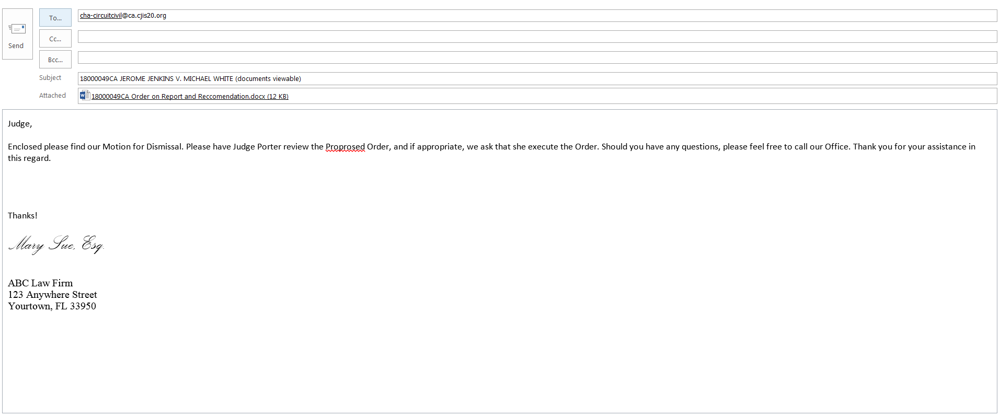 To...
cha-circuitcivil@ca.cjis20.org
Cc...
Send
Bcc...
Subject
18000049CA JEROME JENKINS V. MICHAEL WHITE (documents viewable)
Attached
18000049CA Order on Report and Reccomendation.docx (12 KB)
Judge,
Enclosed please find our Motion for Dismissal. Please have Judge Porter review the Proprosed Order, and if appropriate, we ask that she execute the Order. Should you have any questions, please feel free to call our Office. Thank you for your assistance in
this regard.
Thanks!
Mary Sue, Esq.
ABC Law Firm
123 Anywhere Street
Yourtown, FL 33950